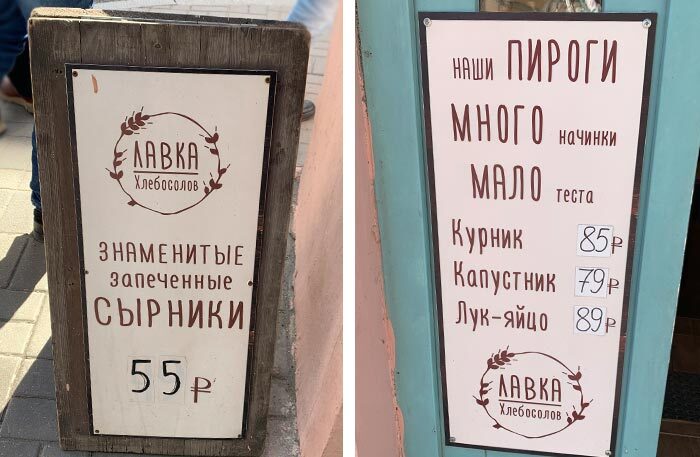 ЛАВКА
Хлебосолов
ЗНАМЕНИТЫЕ
запеченные
СЫРНИКИ
55 ₽
наши ПИРОГИ
МНОГО начинки
МАЛО теста
Курник 85 ₽
Капустник 79 ₽
Лук-яйцо 89 ₽
ЛАВКА
Хлебосолов